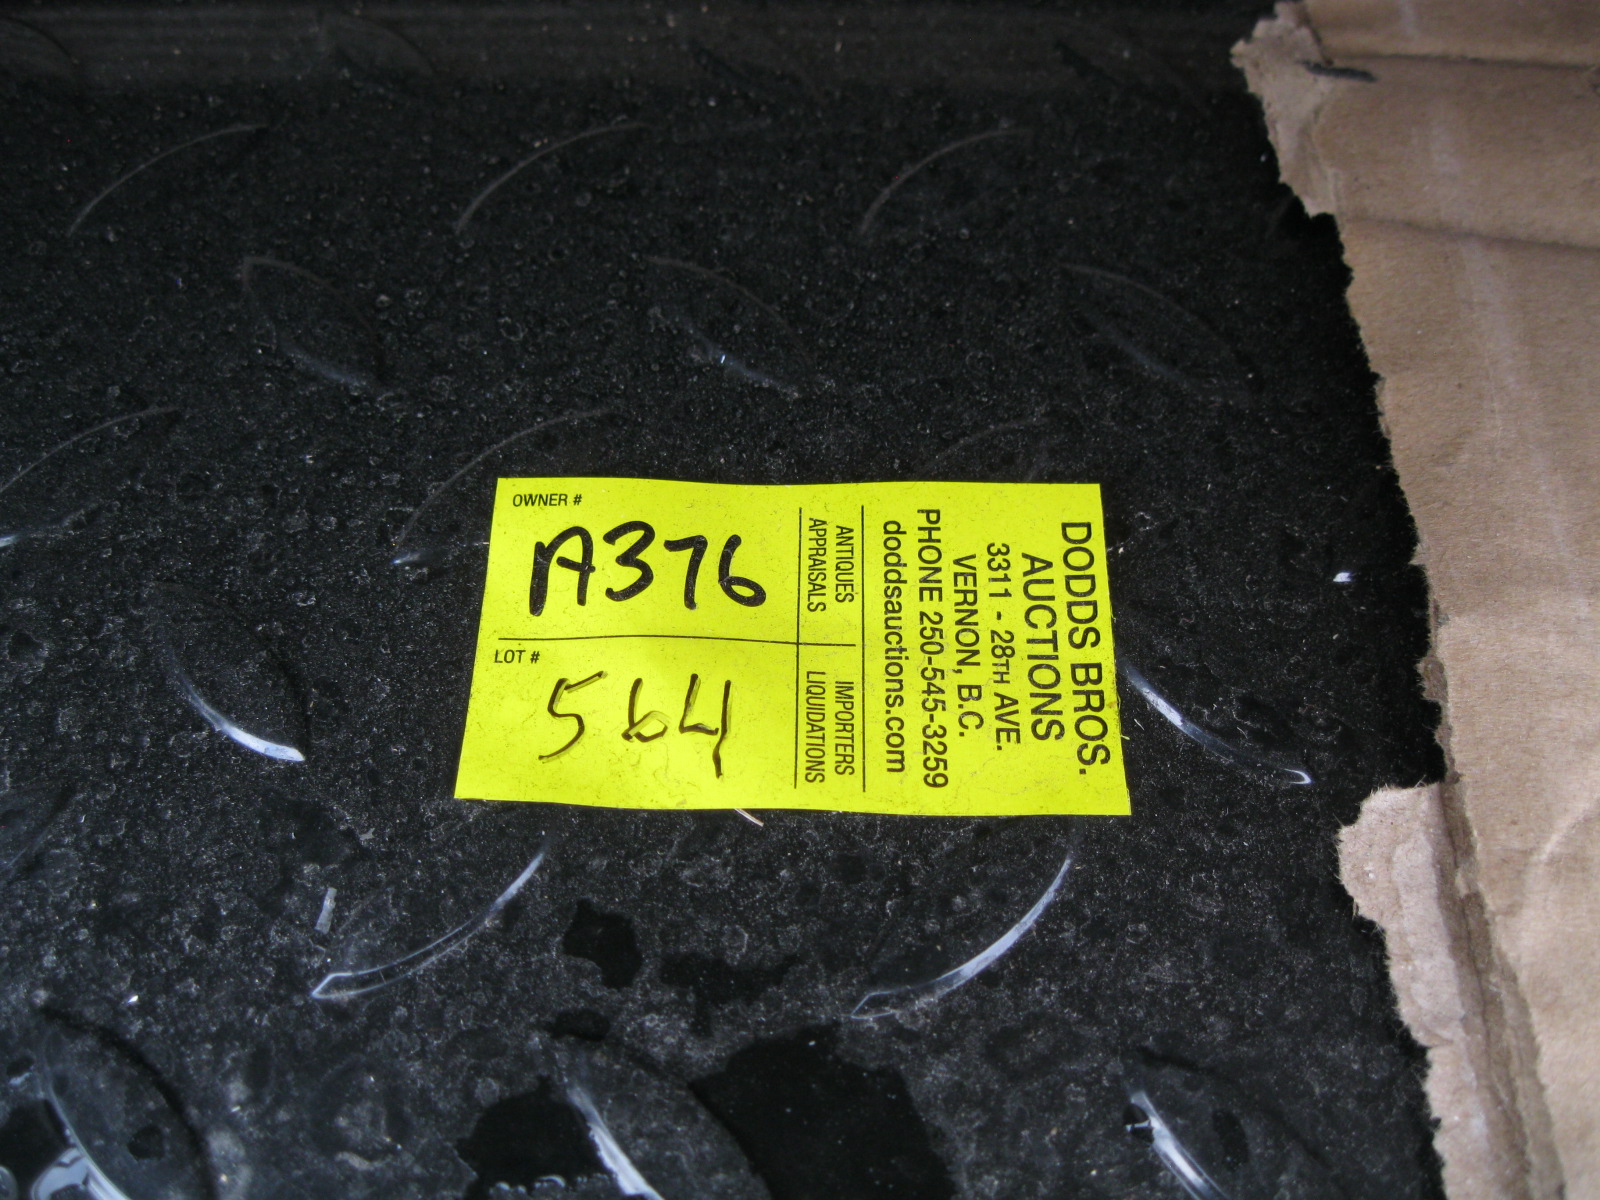 OWNER #
A376
LOT #
564
ANTIQUES
APPRAISALS
IMPORTERS
LIQUIDATIONS
DODDS BROS.
AUCTIONS
3311 - 28TH AVE.
VERNON, B.C.
PHONE 250-545-3259
doddsauctions.com